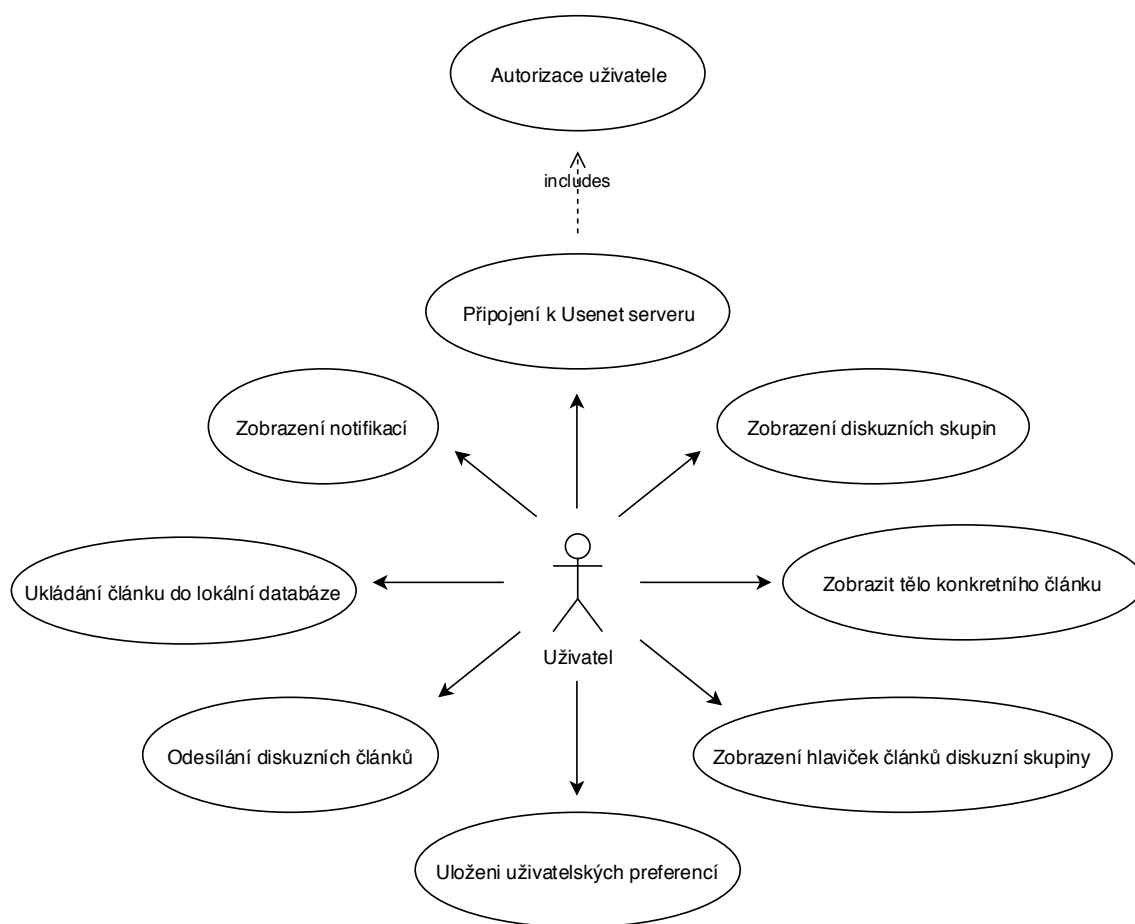 Autorizace uživatele
includes
Připojení k Usenet serveru
Zobrazení notifikací
Zobrazení diskuzních skupin
Ukládání článku do lokální databáze
Zobrazit tělo konkretního článku
Uživatel
Odesílání diskuzních článků
Zobrazení hlaviček článků diskuzní skupiny
Uloženi uživatelských preferencí